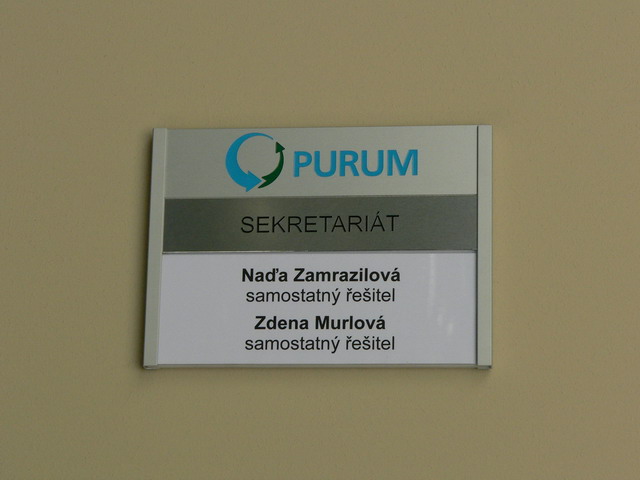 PURUM
SEKRETARIÁT
Naďa Zamrazilová
samostatný řešitel
Zdena Murlová
samostatný řešitel